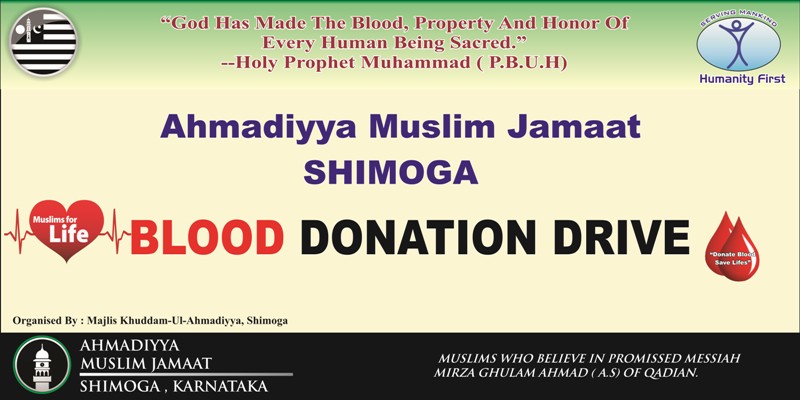 “God Has Made The Blood, Property And Honor Of
Every Human Being Sacred.”
--Holy Prophet Muhammad ( P.B.U.H)
SERVING MANKIND
Humanity First
Ahmadiyya Muslim Jamaat
SHIMOGA
Muslims for
Life
BLOOD DONATION DRIVE
“Donate Blood
Save Lifes”
Organised By : Majlis Khuddam-Ul-Ahmadiyya, Shimoga
AHMADIYYA
MUSLIM JAMAAT
SHIMOGA , KARNATAKA
MUSLIMS WHO BELIEVE IN PROMISSED MESSIAH
MIRZA GHULAM AHMAD ( A.S) OF QADIAN.